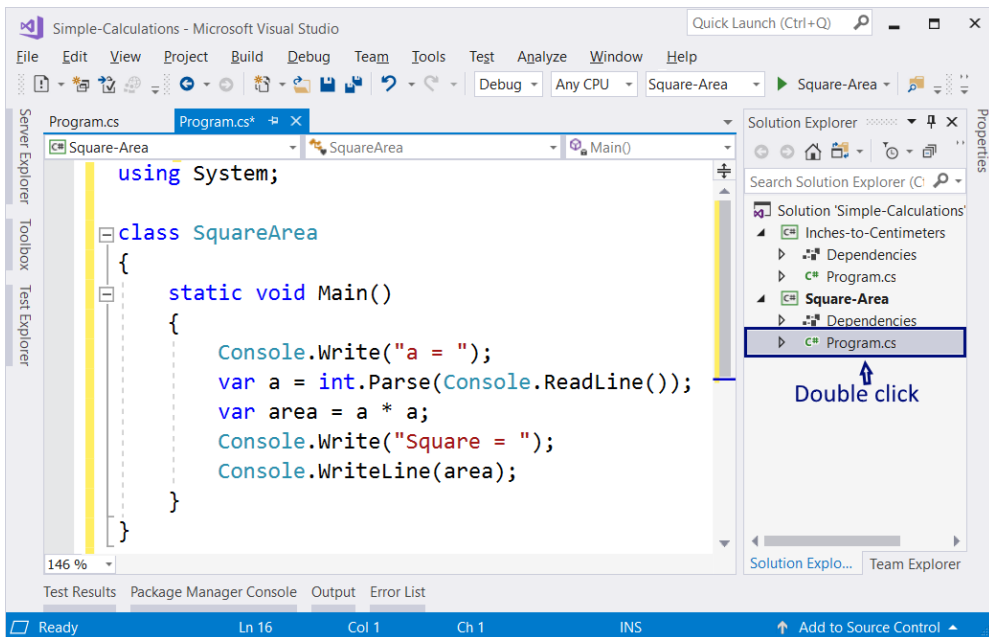 Simple-Calculations - Microsoft Visual Studio
Quick Launch (Ctrl+Q)
File Edit View Project Build Debug Team Tools Test Analyze Window Help
Debug Any CPU Square-Area Square-Area
Server Explorer
Toolbox
Test Explorer
Program.cs Program.cs*
C# Square-Area SquareArea Main()
using System;
class SquareArea
{
static void Main()
{
Console.Write("a = ");
var a = int.Parse(Console.ReadLine());
var area = a * a;
Console.Write("Square = ");
Console.WriteLine(area);
}
}
146 %
Solution Explorer
Search Solution Explorer (C
Solution 'Simple-Calculations'
C# Inches-to-Centimeters
Dependencies
C# Program.cs
C# Square-Area
Dependencies
C# Program.cs
Double click
Solution Explo... Team Explorer
Properties
Test Results Package Manager Console Output Error List
Ready Ln 16 Col 1 Ch 1 INS Add to Source Control